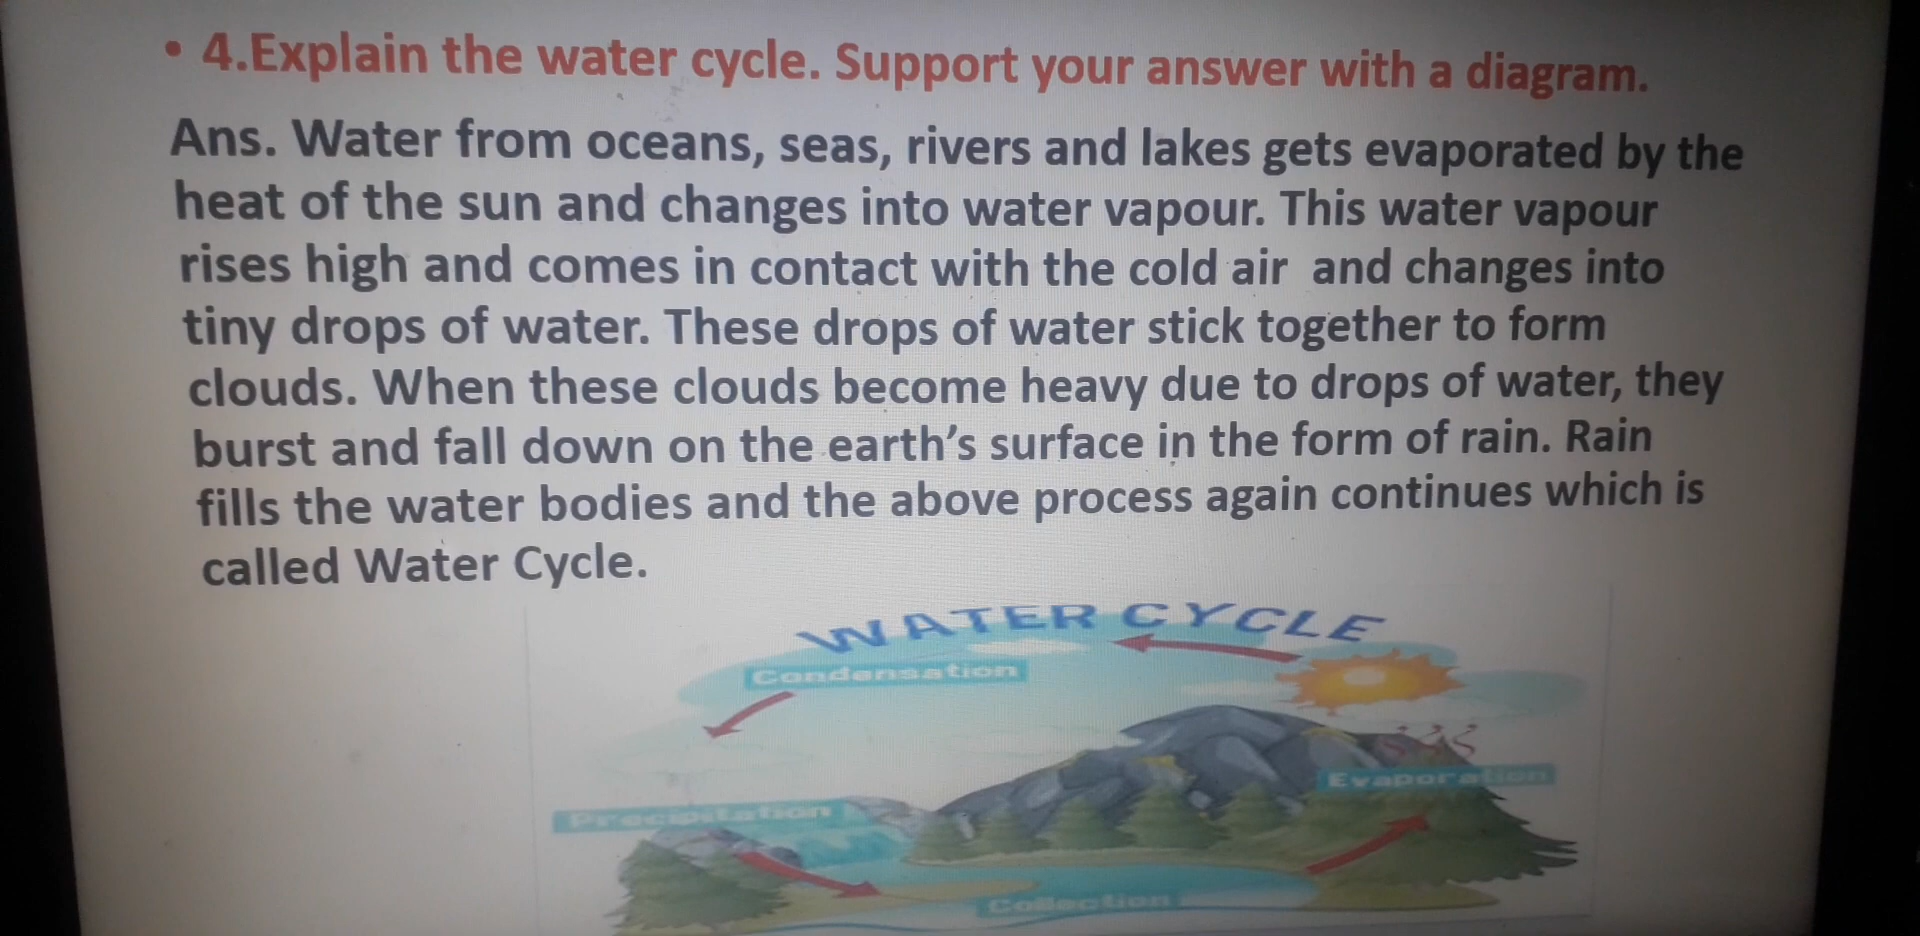 • 4.Explain the water cycle. Support your answer with a diagram.
Ans. Water from oceans, seas, rivers and lakes gets evaporated by the
heat of the sun and changes into water vapour. This water vapour
rises high and comes in contact with the cold air and changes into
tiny drops of water. These drops of water stick together to form
clouds. When these clouds become heavy due to drops of water, they
burst and fall down on the earth’s surface in the form of rain. Rain
fills the water bodies and the above process again continues which is
called Water Cycle.
WATER CYCLE
Condensation
Evaporation
Precipitation
Collection